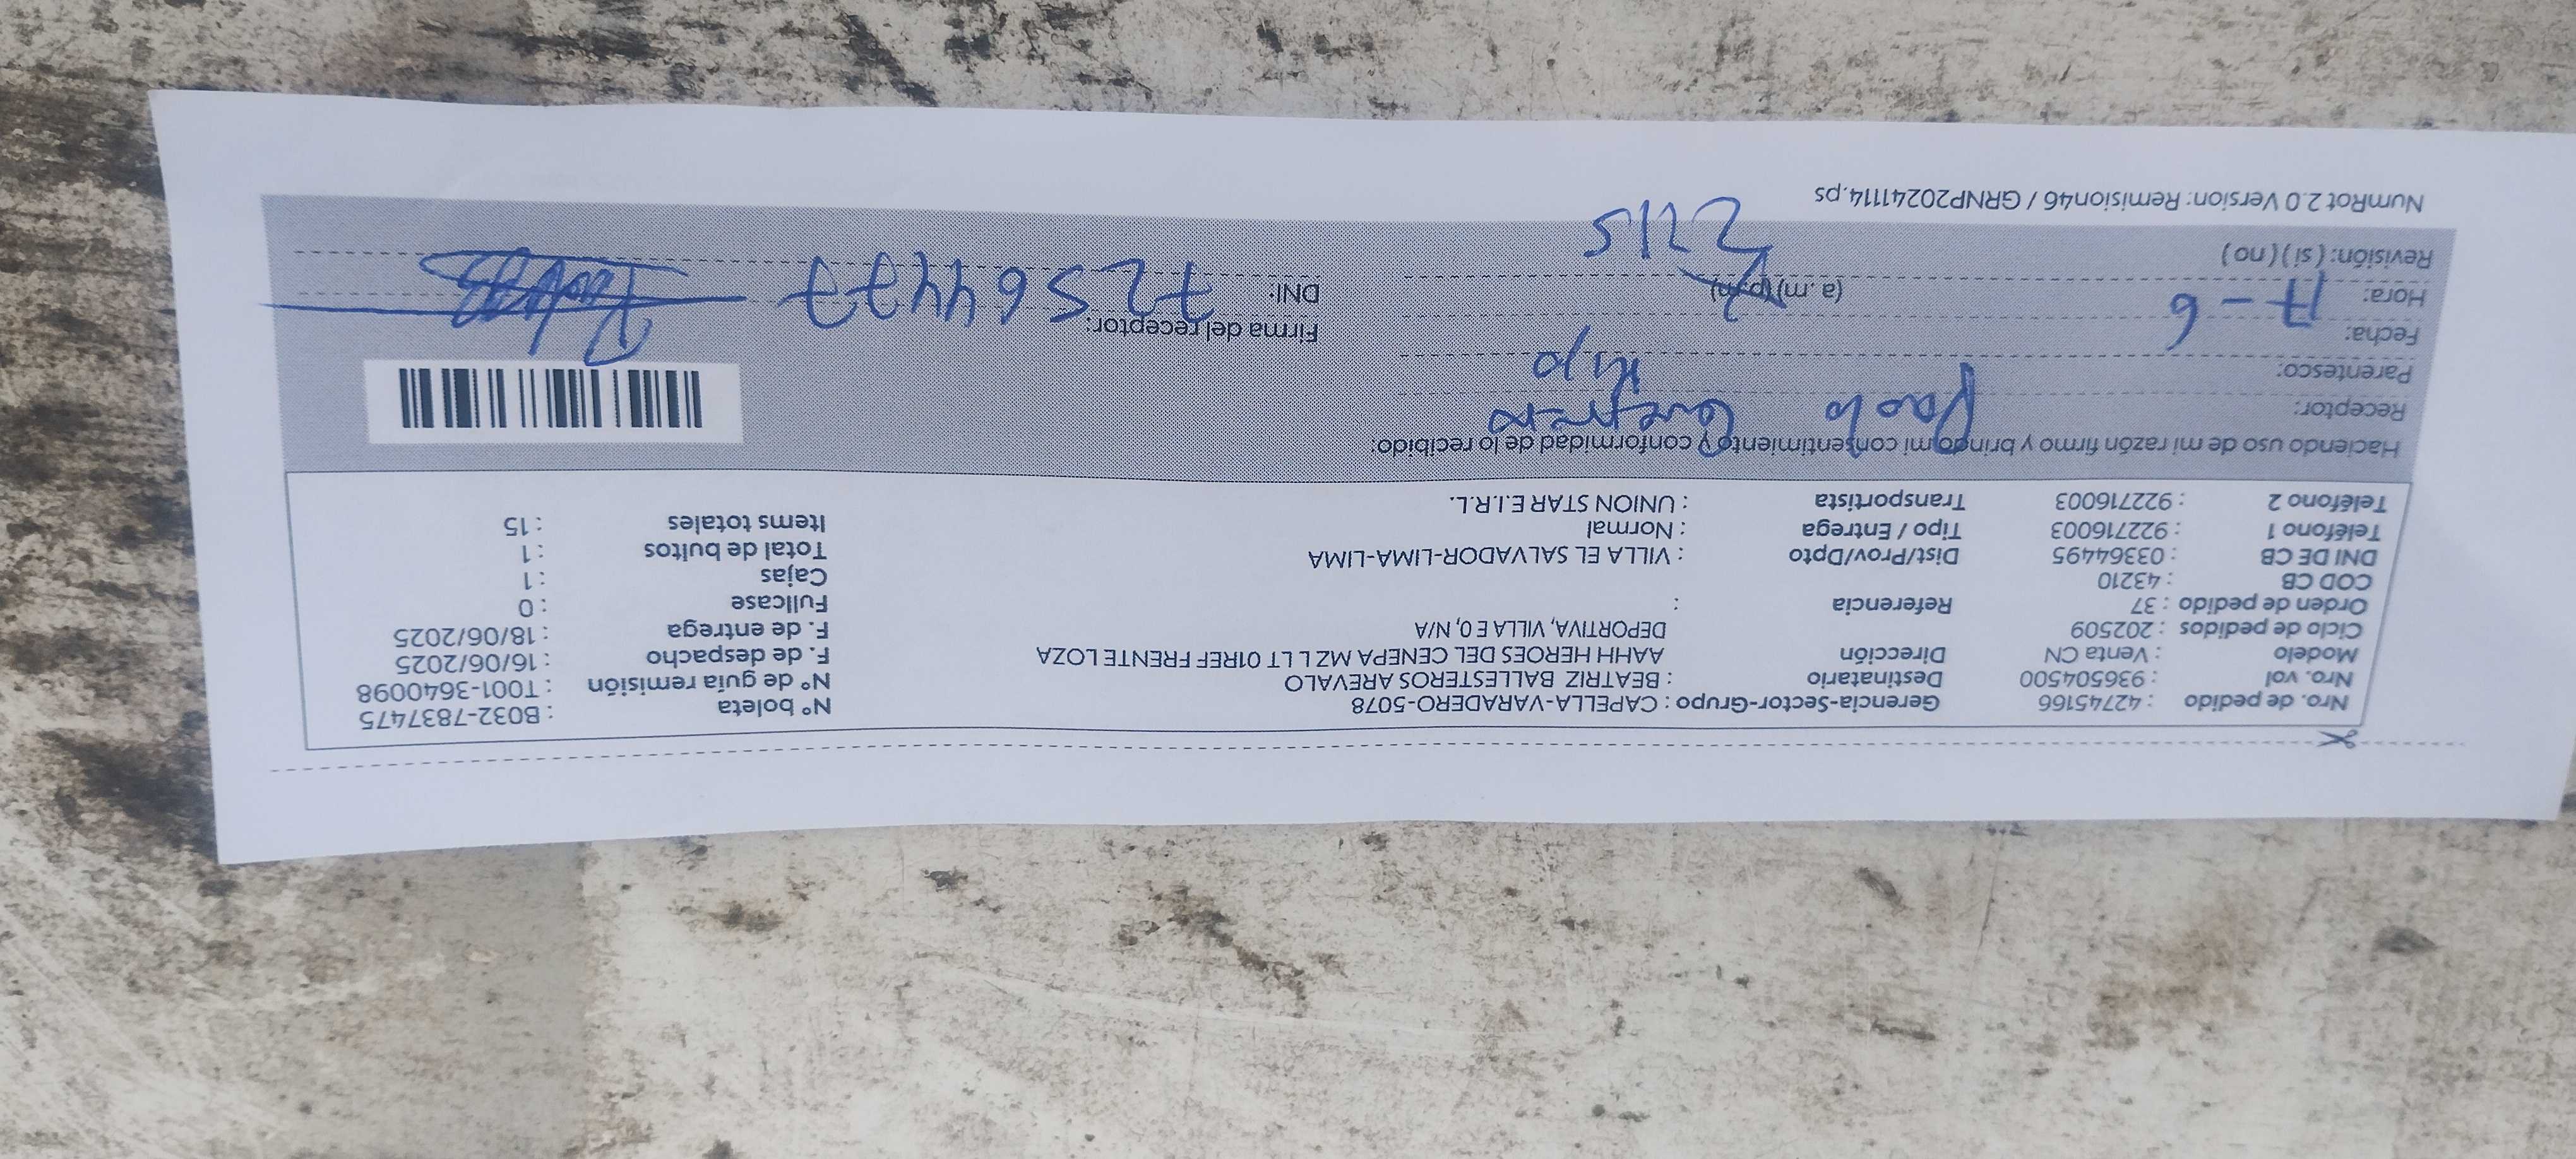 Nro. de pedido : 42745166 Gerencia-Sector-Grupo : CAPELLA-VARADERO-5078 N° boleta : B032-7837475
Nro. vol : 936504500 Destinatario : BEATRIZ BALLESTEROS AREVALO N° de guía remisión : T001-3640098
Modelo : Venta CN Dirección AAHH HEROES DEL CENEPA MZ L LT 01REF FRENTE LOZA F. de despacho : 16/06/2025
Ciclo de pedidos : 202509 DEPORTIVA, VILLA E 0, N/A F. de entrega : 18/06/2025
Orden de pedido : 37 Referencia : Fullcase : 0
COD CB : 43210 Cajas : 1
DNI DE CB : 03364495 Dist/Prov/Dpto : VILLA EL SALVADOR-LIMA-LIMA Total de bultos : 1
Teléfono 1 : 922716003 Tipo / Entrega : Normal Items totales : 15
Teléfono 2 : 922716003 Transportista : UNION STAR E.I.R.L.
Haciendo uso de mi razón firmo y brindo mi consentimiento y conformidad de lo recibido:
Receptor: Paolo
Parentesco: Hijo
Fecha: 17-6 Firma del receptor:
Hora: (a.m) (p.m) DNI: 72564477
Revisión: (si) (no) 2115
NumRot 2.0 Version: Remision46 / GRNP20241114.ps